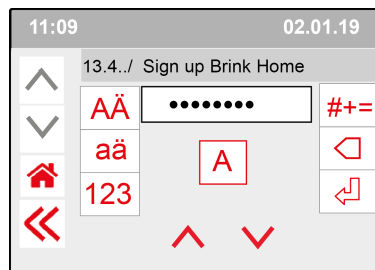 11:09 02.01.19
13.4../ Sign up Brink Home
AÄ •••••••• #+=
aä A
123